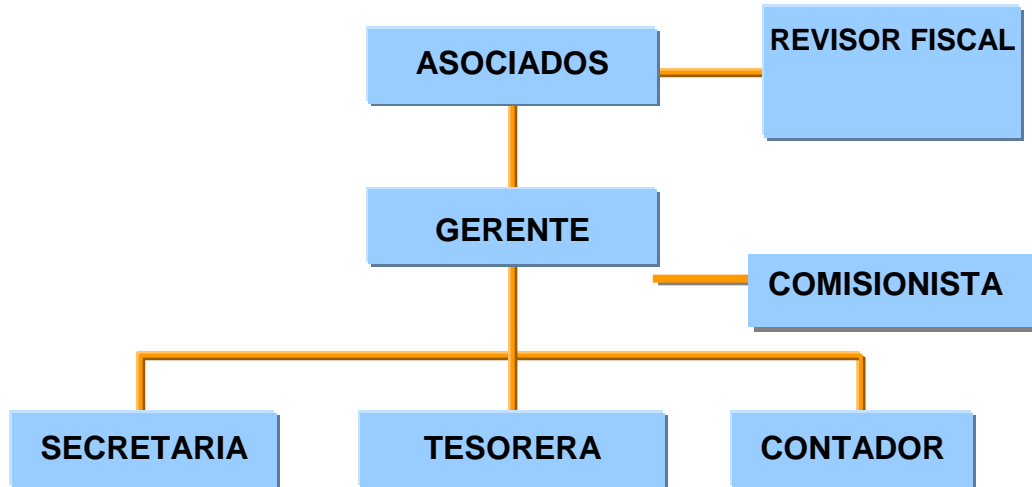 REVISOR FISCAL
ASOCIADOS
GERENTE
COMISIONISTA
SECRETARIA
TESORERA
CONTADOR